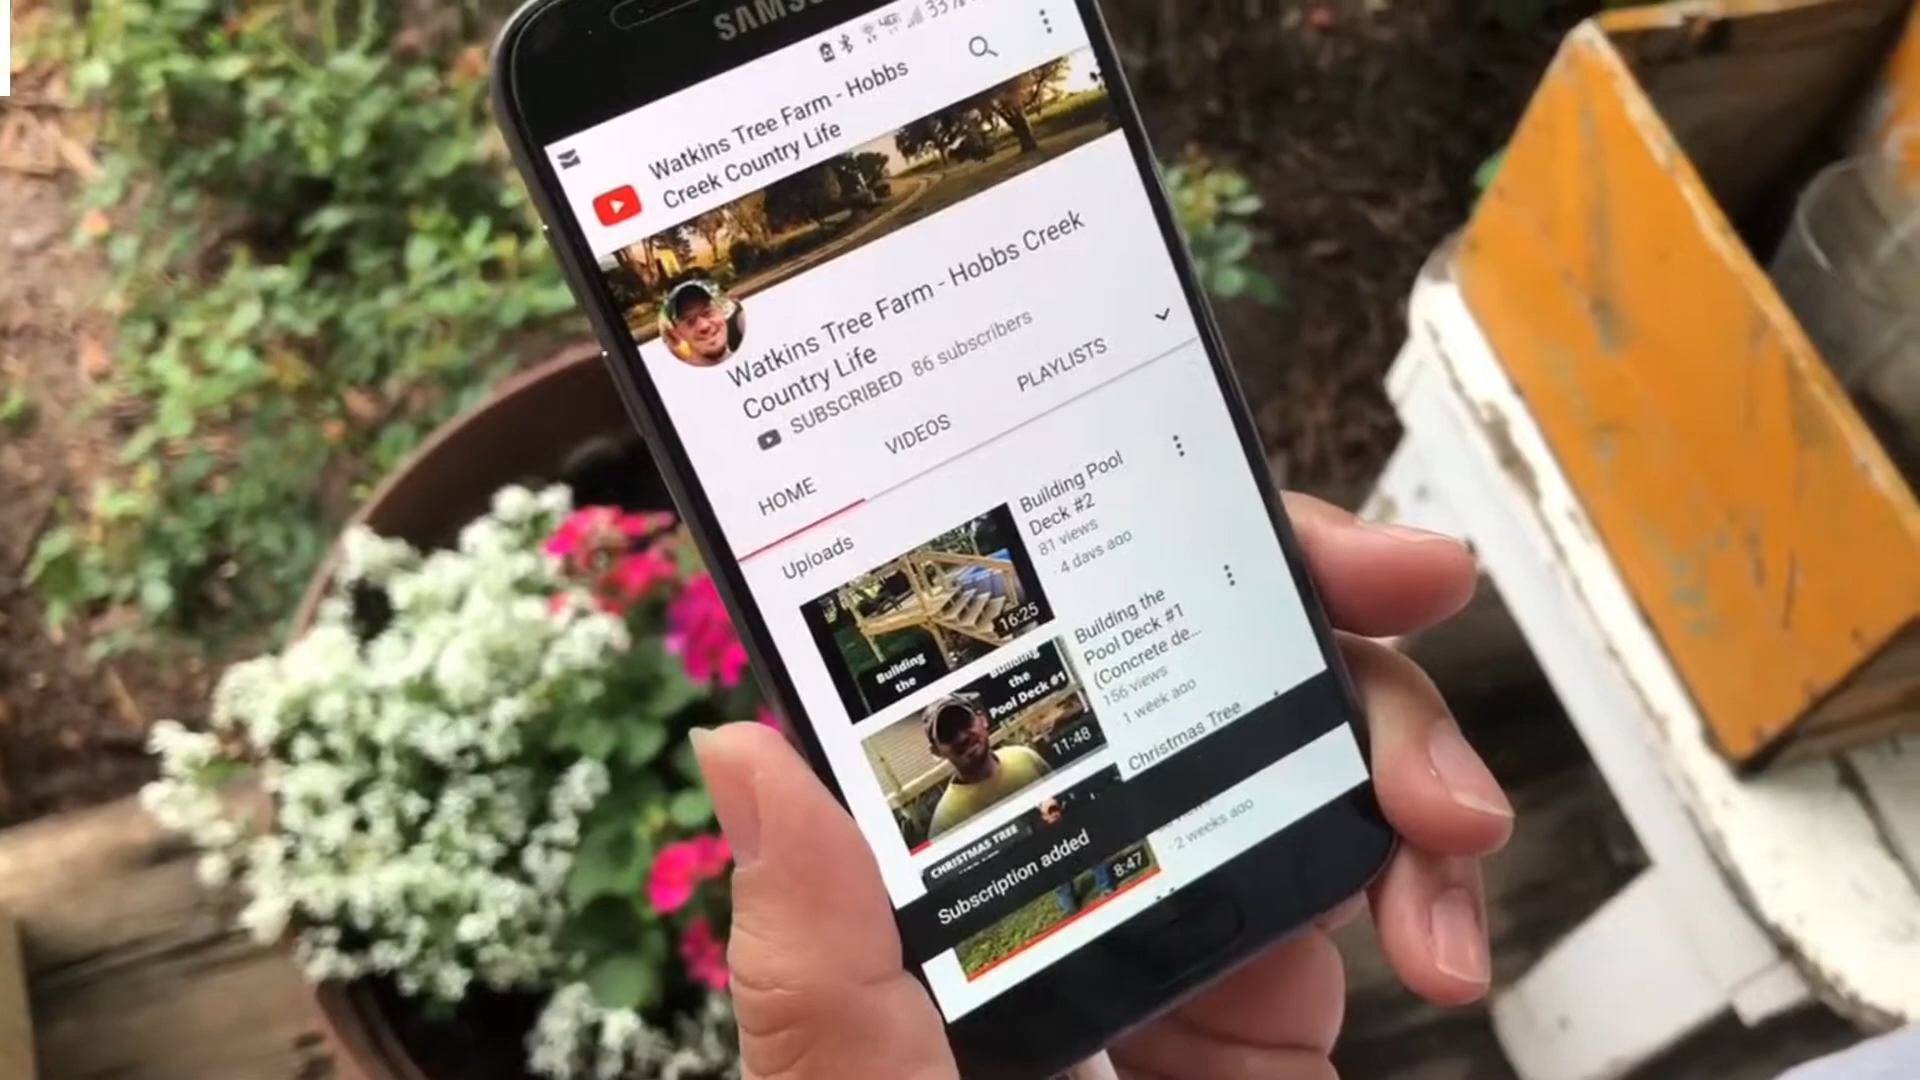 SAMSU
33%
Watkins Tree Farm - Hobbs
Creek Country Life
Watkins Tree Farm - Hobbs Creek
Country Life
SUBSCRIBED 86 subscribers
HOME
VIDEOS
PLAYLISTS
Uploads
Building Pool
Deck #2
81 views
· 4 days ago
16:25
Building
the
Building the
Pool Deck #1
(Concrete de...
156 views
· 1 week ago
Building
the
Pool Deck #1
11:48
Christmas Tree
· 2 weeks ago
CHRISTMAS TREE
8:47
Subscription added